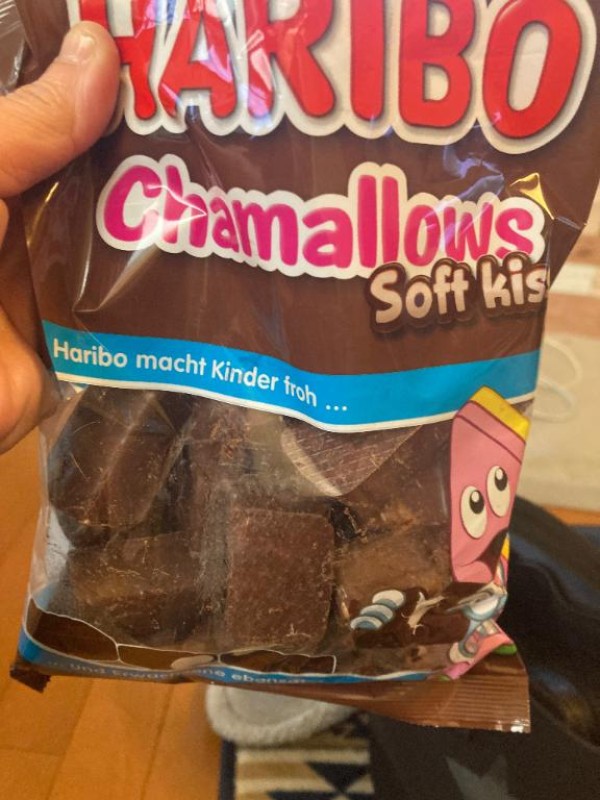 HARIBO
Chamallows
Soft kis
Haribo macht Kinder froh ...